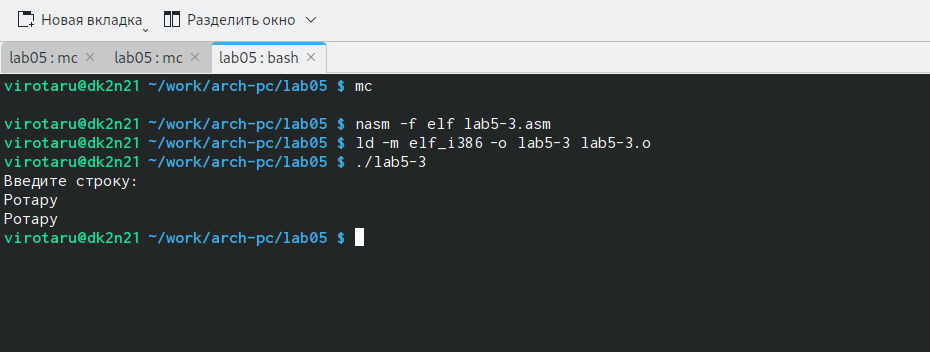 Новая вкладка Разделить окно
lab05 : mc × lab05 : mc × lab05 : bash ×
virotaru@dk2n21 ~/work/arch-pc/lab05 $ mc
virotaru@dk2n21 ~/work/arch-pc/lab05 $ nasm -f elf lab5-3.asm
virotaru@dk2n21 ~/work/arch-pc/lab05 $ ld -m elf_i386 -o lab5-3 lab5-3.o
virotaru@dk2n21 ~/work/arch-pc/lab05 $ ./lab5-3
Введите строку:
Ротару
Ротару
virotaru@dk2n21 ~/work/arch-pc/lab05 $